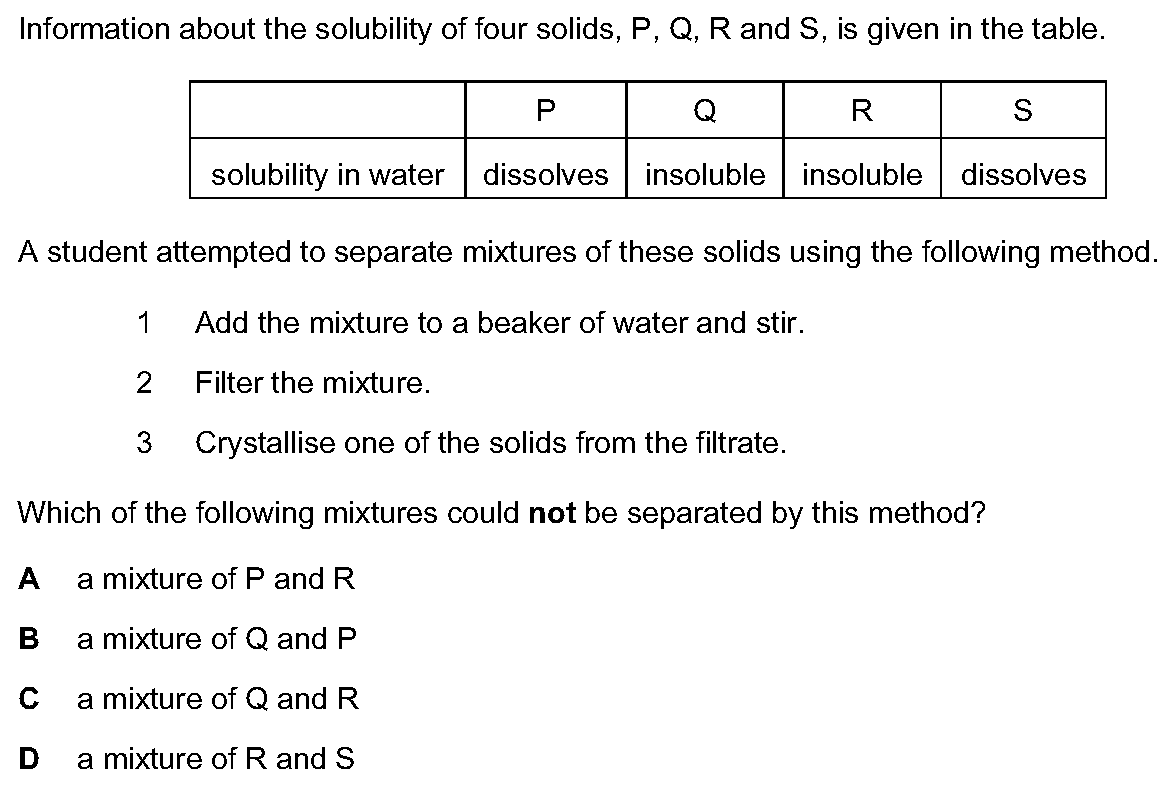 Information about the solubility of four solids, P, Q, R and S, is given in the table.
P Q R S
solubility in water dissolves insoluble insoluble dissolves
A student attempted to separate mixtures of these solids using the following method.
1 Add the mixture to a beaker of water and stir.
2 Filter the mixture.
3 Crystallise one of the solids from the filtrate.
Which of the following mixtures could not be separated by this method?
A a mixture of P and R
B a mixture of Q and P
C a mixture of Q and R
D a mixture of R and S